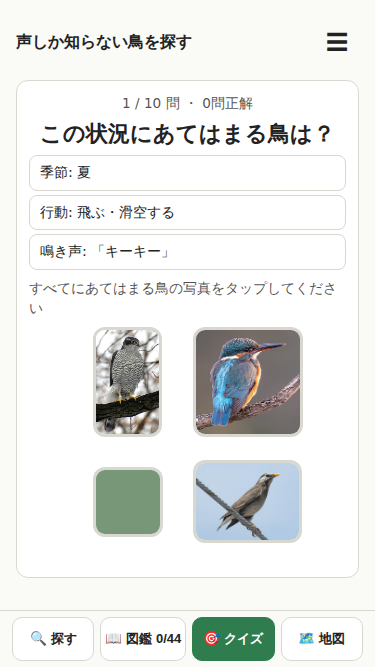 声しか知らない鳥を探す
☰
1 / 10 問 ・ 0問正解
この状況にあてはまる鳥は？
季節: 夏
行動: 飛ぶ・滑空する
鳴き声: 「キーキー」
すべてにあてはまる鳥の写真をタップしてくださ
い
🔍 探す
📖 図鑑 0/44
🎯 クイズ
🗺️ 地図